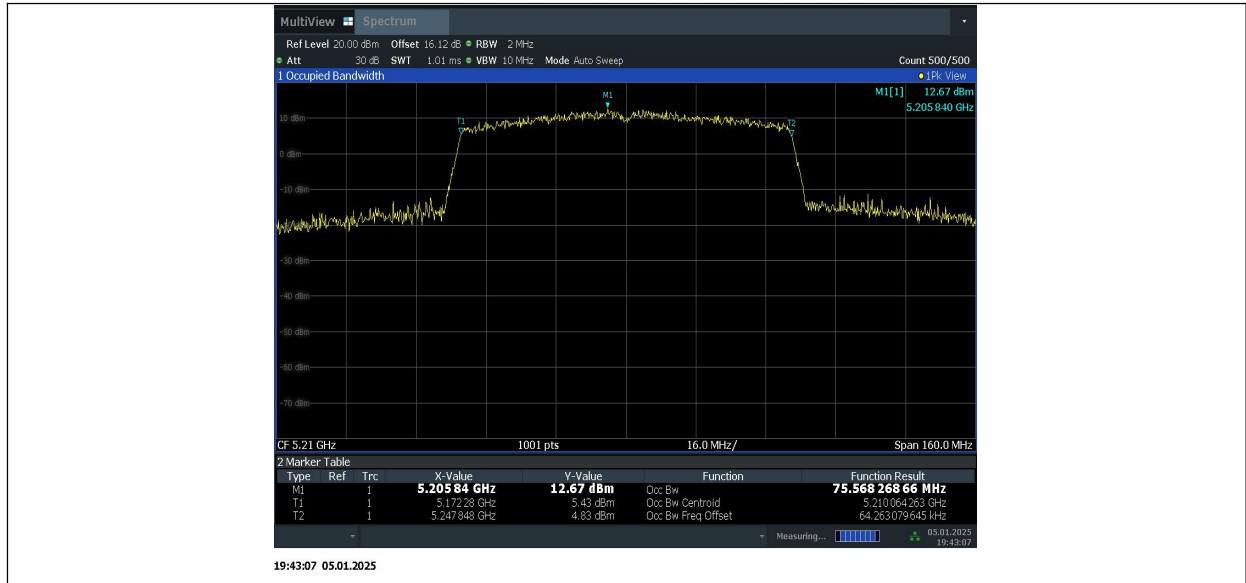 MultiView Spectrum
Ref Level 20.00 dBm Offset 16.12 dB RBW 2 MHz
Att 30 dB SWT 1.01 ms VBW 10 MHz Mode Auto Sweep Count 500/500
1 Occupied Bandwidth 1Pk View
M1[1] 12.67 dBm
5.205 840 GHz
M1
T1
T2
10 dBm
0 dBm
-10 dBm
-30 dBm
-40 dBm
-50 dBm
-60 dBm
-70 dBm
CF 5.21 GHz 1001 pts 16.0 MHz/ Span 160.0 MHz
2 Marker Table
Type Ref Trc X-Value Y-Value Function Function Result
M1 1 5.205 84 GHz 12.67 dBm Occ Bw 75.568 268 66 MHz
T1 1 5.172 28 GHz 5.43 dBm Occ Bw Centroid 5.210 064 263 GHz
T2 1 5.247 848 GHz 4.83 dBm Occ Bw Freq Offset 64.263 079 645 kHz
Measuring... 05.01.2025
19:43:07
19:43:07 05.01.2025